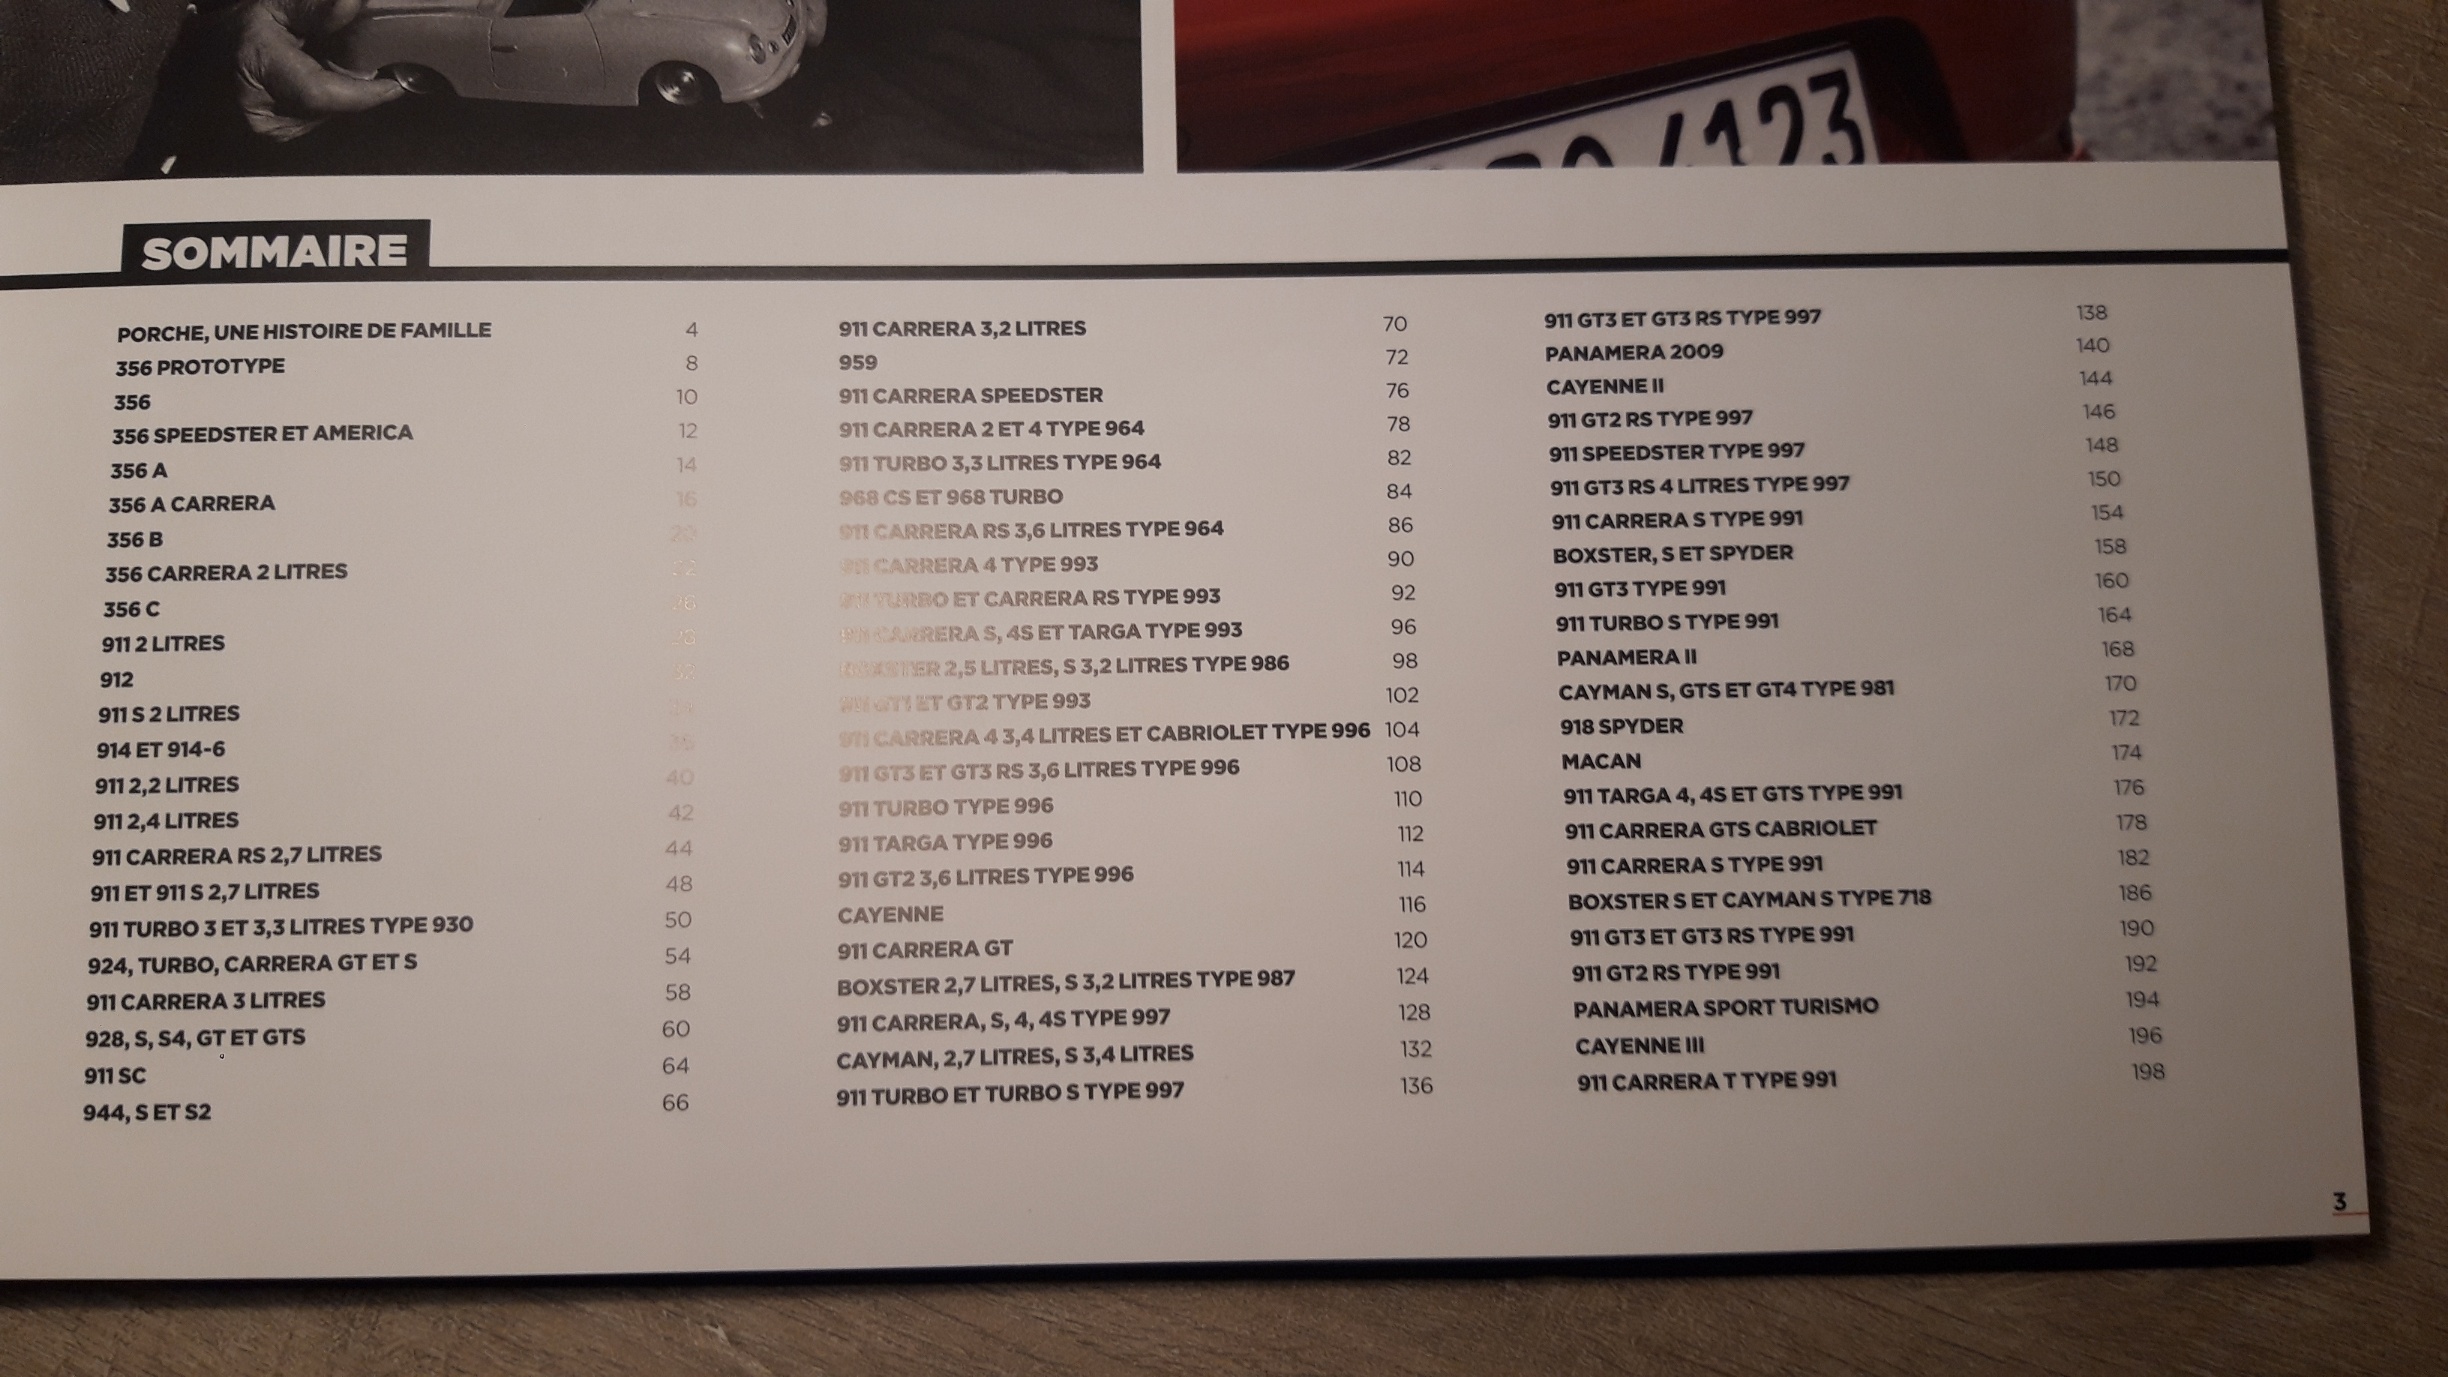 123
SOMMAIRE
PORCHE, UNE HISTOIRE DE FAMILLE 4
356 PROTOTYPE 8
356 10
356 SPEEDSTER ET AMERICA 12
356 A 14
356 A CARRERA 16
356 B 20
356 CARRERA 2 LITRES 22
356 C 26
911 2 LITRES
912 32
911 S 2 LITRES
914 ET 914-6 36
911 2,2 LITRES 40
911 2,4 LITRES 42
911 CARRERA RS 2,7 LITRES 44
911 ET 911 S 2,7 LITRES 48
911 TURBO 3 ET 3,3 LITRES TYPE 930 50
924, TURBO, CARRERA GT ET S 54
911 CARRERA 3 LITRES 58
928, S, S4, GT ET GTS 60
911 SC 64
944, S ET S2 66
911 CARRERA 3,2 LITRES 70
959 72
911 CARRERA SPEEDSTER 76
911 CARRERA 2 ET 4 TYPE 964 78
911 TURBO 3,3 LITRES TYPE 964 82
968 CS ET 968 TURBO 84
911 CARRERA RS 3,6 LITRES TYPE 964 86
911 CARRERA 4 TYPE 993 90
911 TURBO ET CARRERA RS TYPE 993 92
911 CARRERA S, 4S ET TARGA TYPE 993 96
BOXSTER 2,5 LITRES, S 3,2 LITRES TYPE 986 98
911 GT1 ET GT2 TYPE 993 102
911 CARRERA 4 3,4 LITRES ET CABRIOLET TYPE 996 104
911 GT3 ET GT3 RS 3,6 LITRES TYPE 996 108
911 TURBO TYPE 996 110
911 TARGA TYPE 996 112
911 GT2 3,6 LITRES TYPE 996 114
CAYENNE 116
911 CARRERA GT 120
BOXSTER 2,7 LITRES, S 3,2 LITRES TYPE 987 124
911 CARRERA, S, 4, 4S TYPE 997 128
CAYMAN, 2,7 LITRES, S 3,4 LITRES 132
911 TURBO ET TURBO S TYPE 997 136
911 GT3 ET GT3 RS TYPE 997 138
PANAMERA 2009 140
CAYENNE II 144
911 GT2 RS TYPE 997 146
911 SPEEDSTER TYPE 997 148
911 GT3 RS 4 LITRES TYPE 997 150
911 CARRERA S TYPE 991 154
BOXSTER, S ET SPYDER 158
911 GT3 TYPE 991 160
911 TURBO S TYPE 991 164
PANAMERA II 168
CAYMAN S, GTS ET GT4 TYPE 981 170
918 SPYDER 172
MACAN 174
911 TARGA 4, 4S ET GTS TYPE 991 176
911 CARRERA GTS CABRIOLET 178
911 CARRERA S TYPE 991 182
BOXSTER S ET CAYMAN S TYPE 718 186
911 GT3 ET GT3 RS TYPE 991 190
911 GT2 RS TYPE 991 192
PANAMERA SPORT TURISMO 194
CAYENNE III 196
911 CARRERA T TYPE 991 198
3